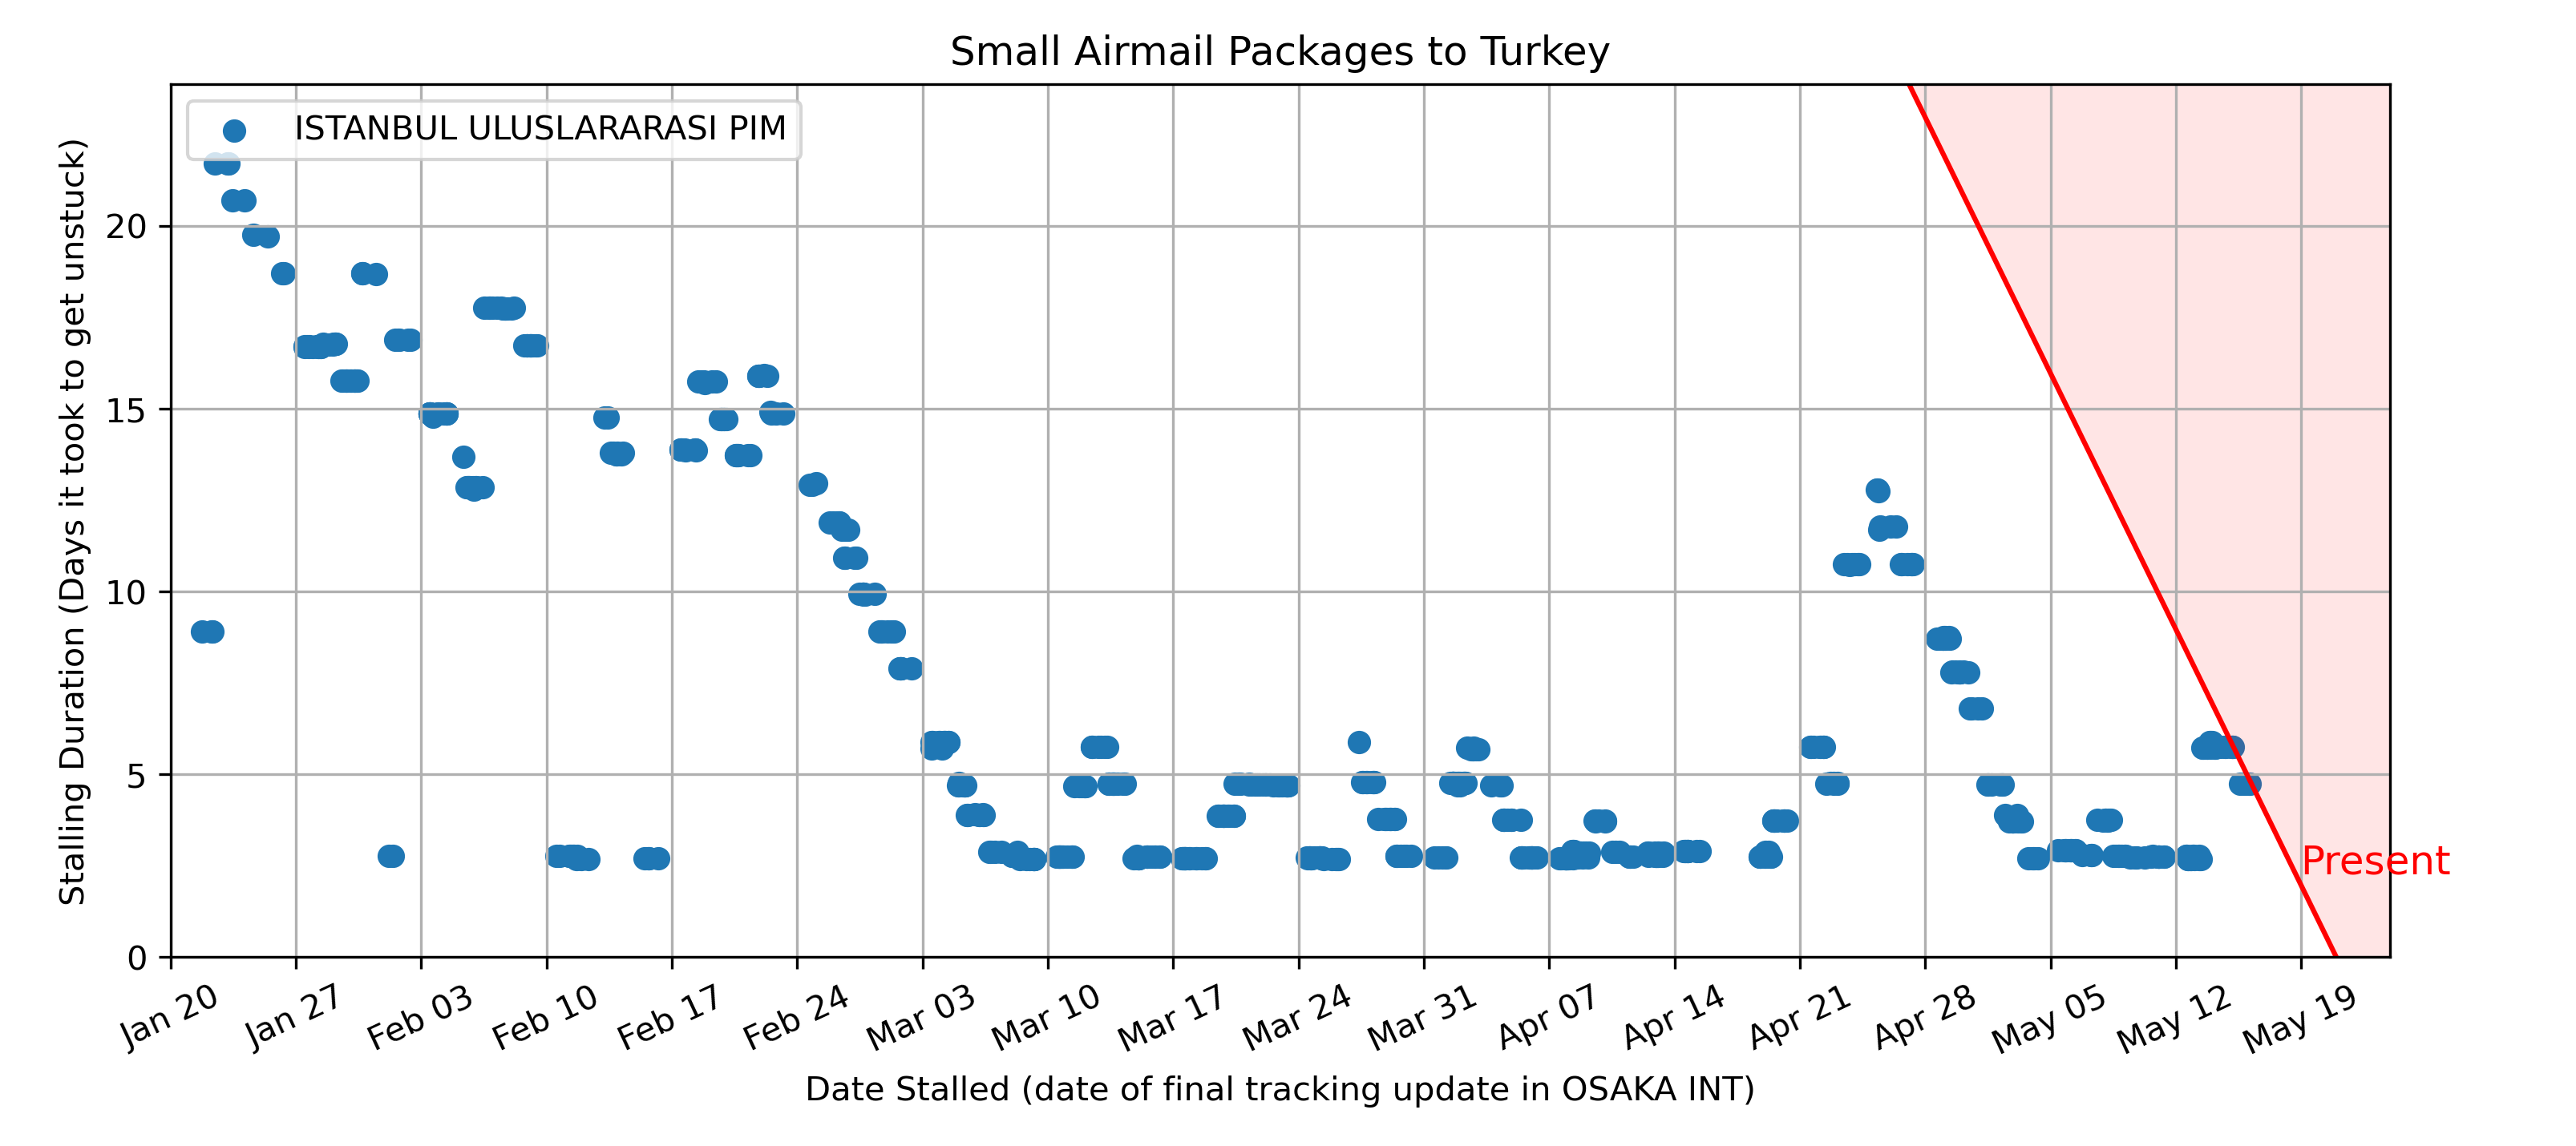 Small Airmail Packages to Turkey
ISTANBUL ULUSLARARASI PIM
Stalling Duration (Days it took to get unstuck)
20
15
10
5
0
Present
Jan 20
Jan 27
Feb 03
Feb 10
Feb 17
Feb 24
Mar 03
Mar 10
Mar 17
Mar 24
Mar 31
Apr 07
Apr 14
Apr 21
Apr 28
May 05
May 12
May 19
Date Stalled (date of final tracking update in OSAKA INT)